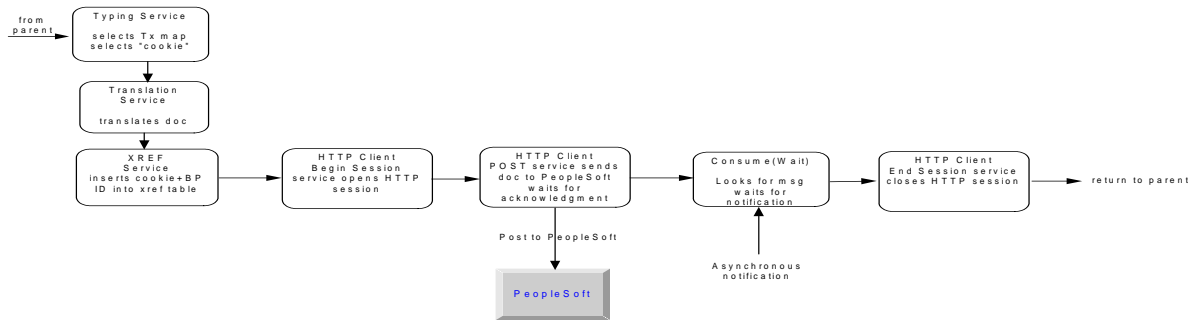 from
parent
Typing Service
selects Tx map
selects "cookie"
Translation
Service
translates doc
XREF
Service
inserts cookie+BP
ID into xref table
HTTP Client
Begin Session
service opens HTTP
session
HTTP Client
POST service sends
doc to PeopleSoft
waits for
acknowledgment
Post to PeopleSoft
PeopleSoft
Consume(Wait)
Looks for msg
waits for
notification
Asynchronous
notification
HTTP Client
End Session service
closes HTTP session
return to parent